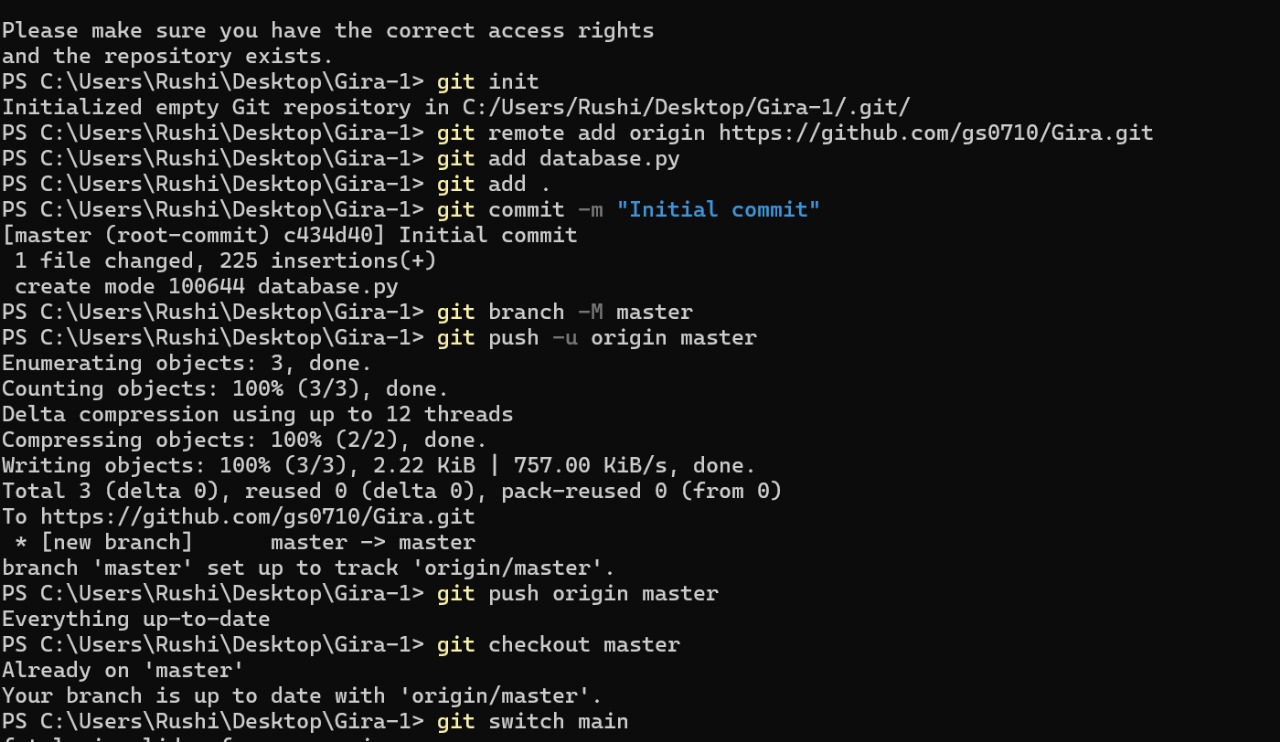 Please make sure you have the correct access rights
and the repository exists.
PS C:\Users\Rushi\Desktop\Gira-1> git init
Initialized empty Git repository in C:/Users/Rushi/Desktop/Gira-1/.git/
PS C:\Users\Rushi\Desktop\Gira-1> git remote add origin https://github.com/gs0710/Gira.git
PS C:\Users\Rushi\Desktop\Gira-1> git add database.py
PS C:\Users\Rushi\Desktop\Gira-1> git add .
PS C:\Users\Rushi\Desktop\Gira-1> git commit -m "Initial commit"
[master (root-commit) c434d40] Initial commit
 1 file changed, 225 insertions(+)
 create mode 100644 database.py
PS C:\Users\Rushi\Desktop\Gira-1> git branch -M master
PS C:\Users\Rushi\Desktop\Gira-1> git push -u origin master
Enumerating objects: 3, done.
Counting objects: 100% (3/3), done.
Delta compression using up to 12 threads
Compressing objects: 100% (2/2), done.
Writing objects: 100% (3/3), 2.22 KiB | 757.00 KiB/s, done.
Total 3 (delta 0), reused 0 (delta 0), pack-reused 0 (from 0)
To https://github.com/gs0710/Gira.git
 * [new branch]      master -> master
branch 'master' set up to track 'origin/master'.
PS C:\Users\Rushi\Desktop\Gira-1> git push origin master
Everything up-to-date
PS C:\Users\Rushi\Desktop\Gira-1> git checkout master
Already on 'master'
Your branch is up to date with 'origin/master'.
PS C:\Users\Rushi\Desktop\Gira-1> git switch main